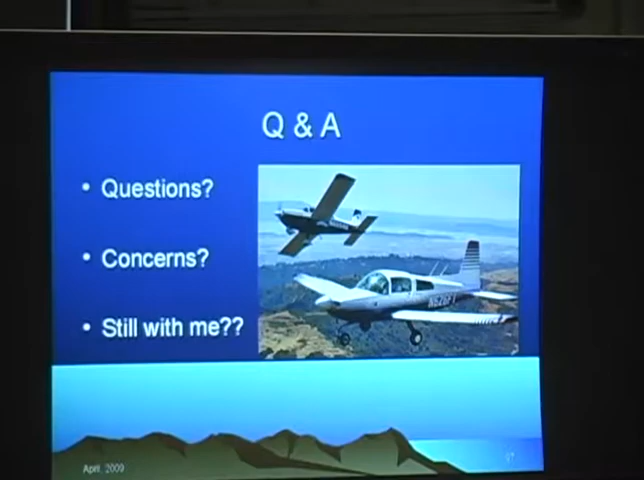 Q & A
• Questions?
• Concerns?
• Still with me??
April, 2009